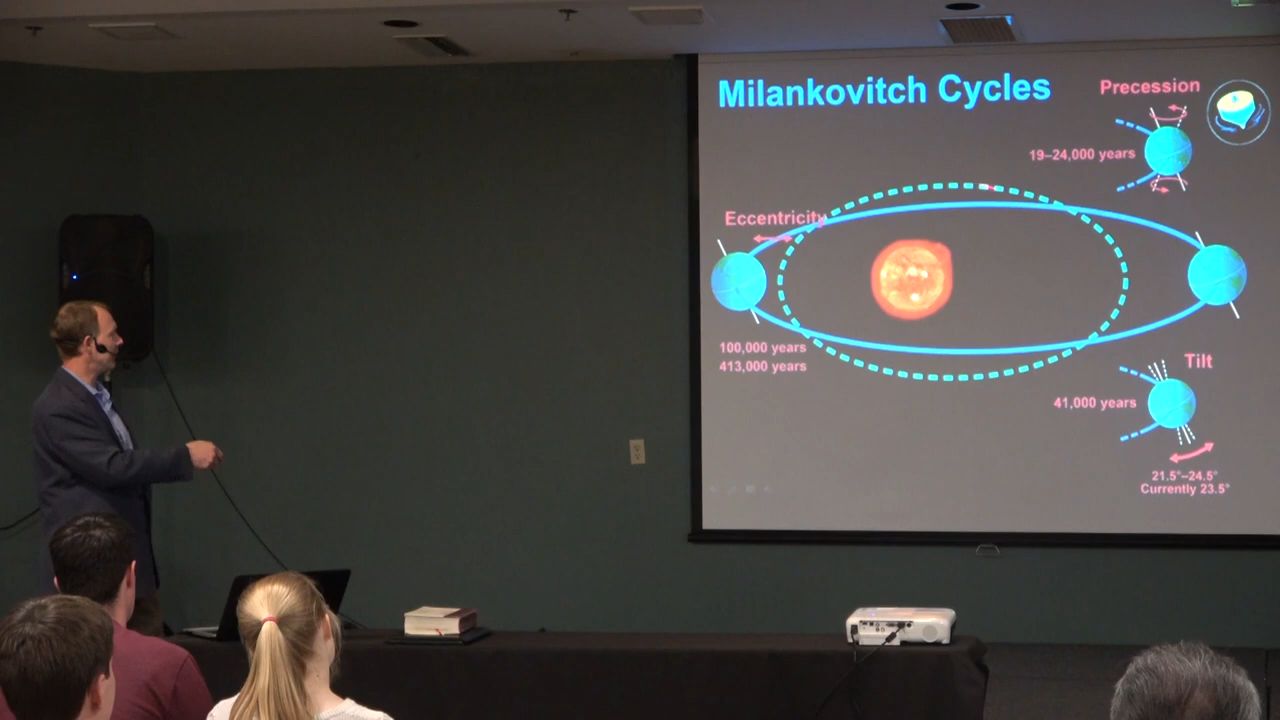 Milankovitch Cycles
Precession
19–24,000 years
Eccentricity
100,000 years
413,000 years
Tilt
41,000 years
21.5°–24.5°
Currently 23.5°